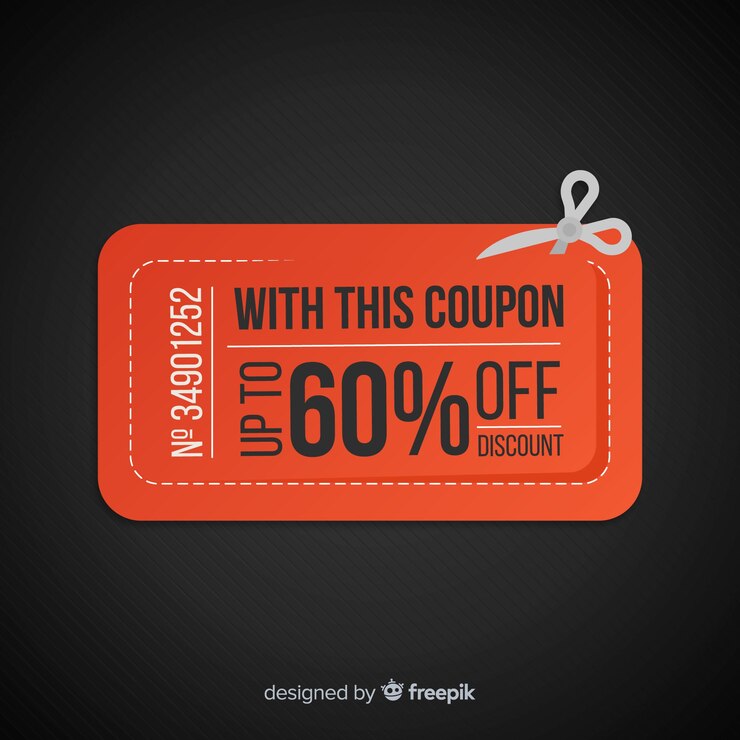 Nº 34901252
WITH THIS COUPON
UP TO 60% OFF
DISCOUNT
designed by freepik